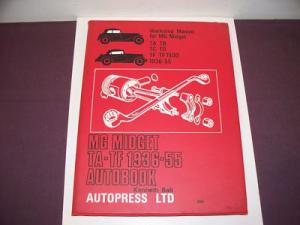 Workshop Manual
for MG Midget
TA TB
TC TD
TF TF1500
1936-55
MG MIDGET
TA-TF 1936-55
AUTOBOOK
Kenneth Ball
AUTOPRESS LTD